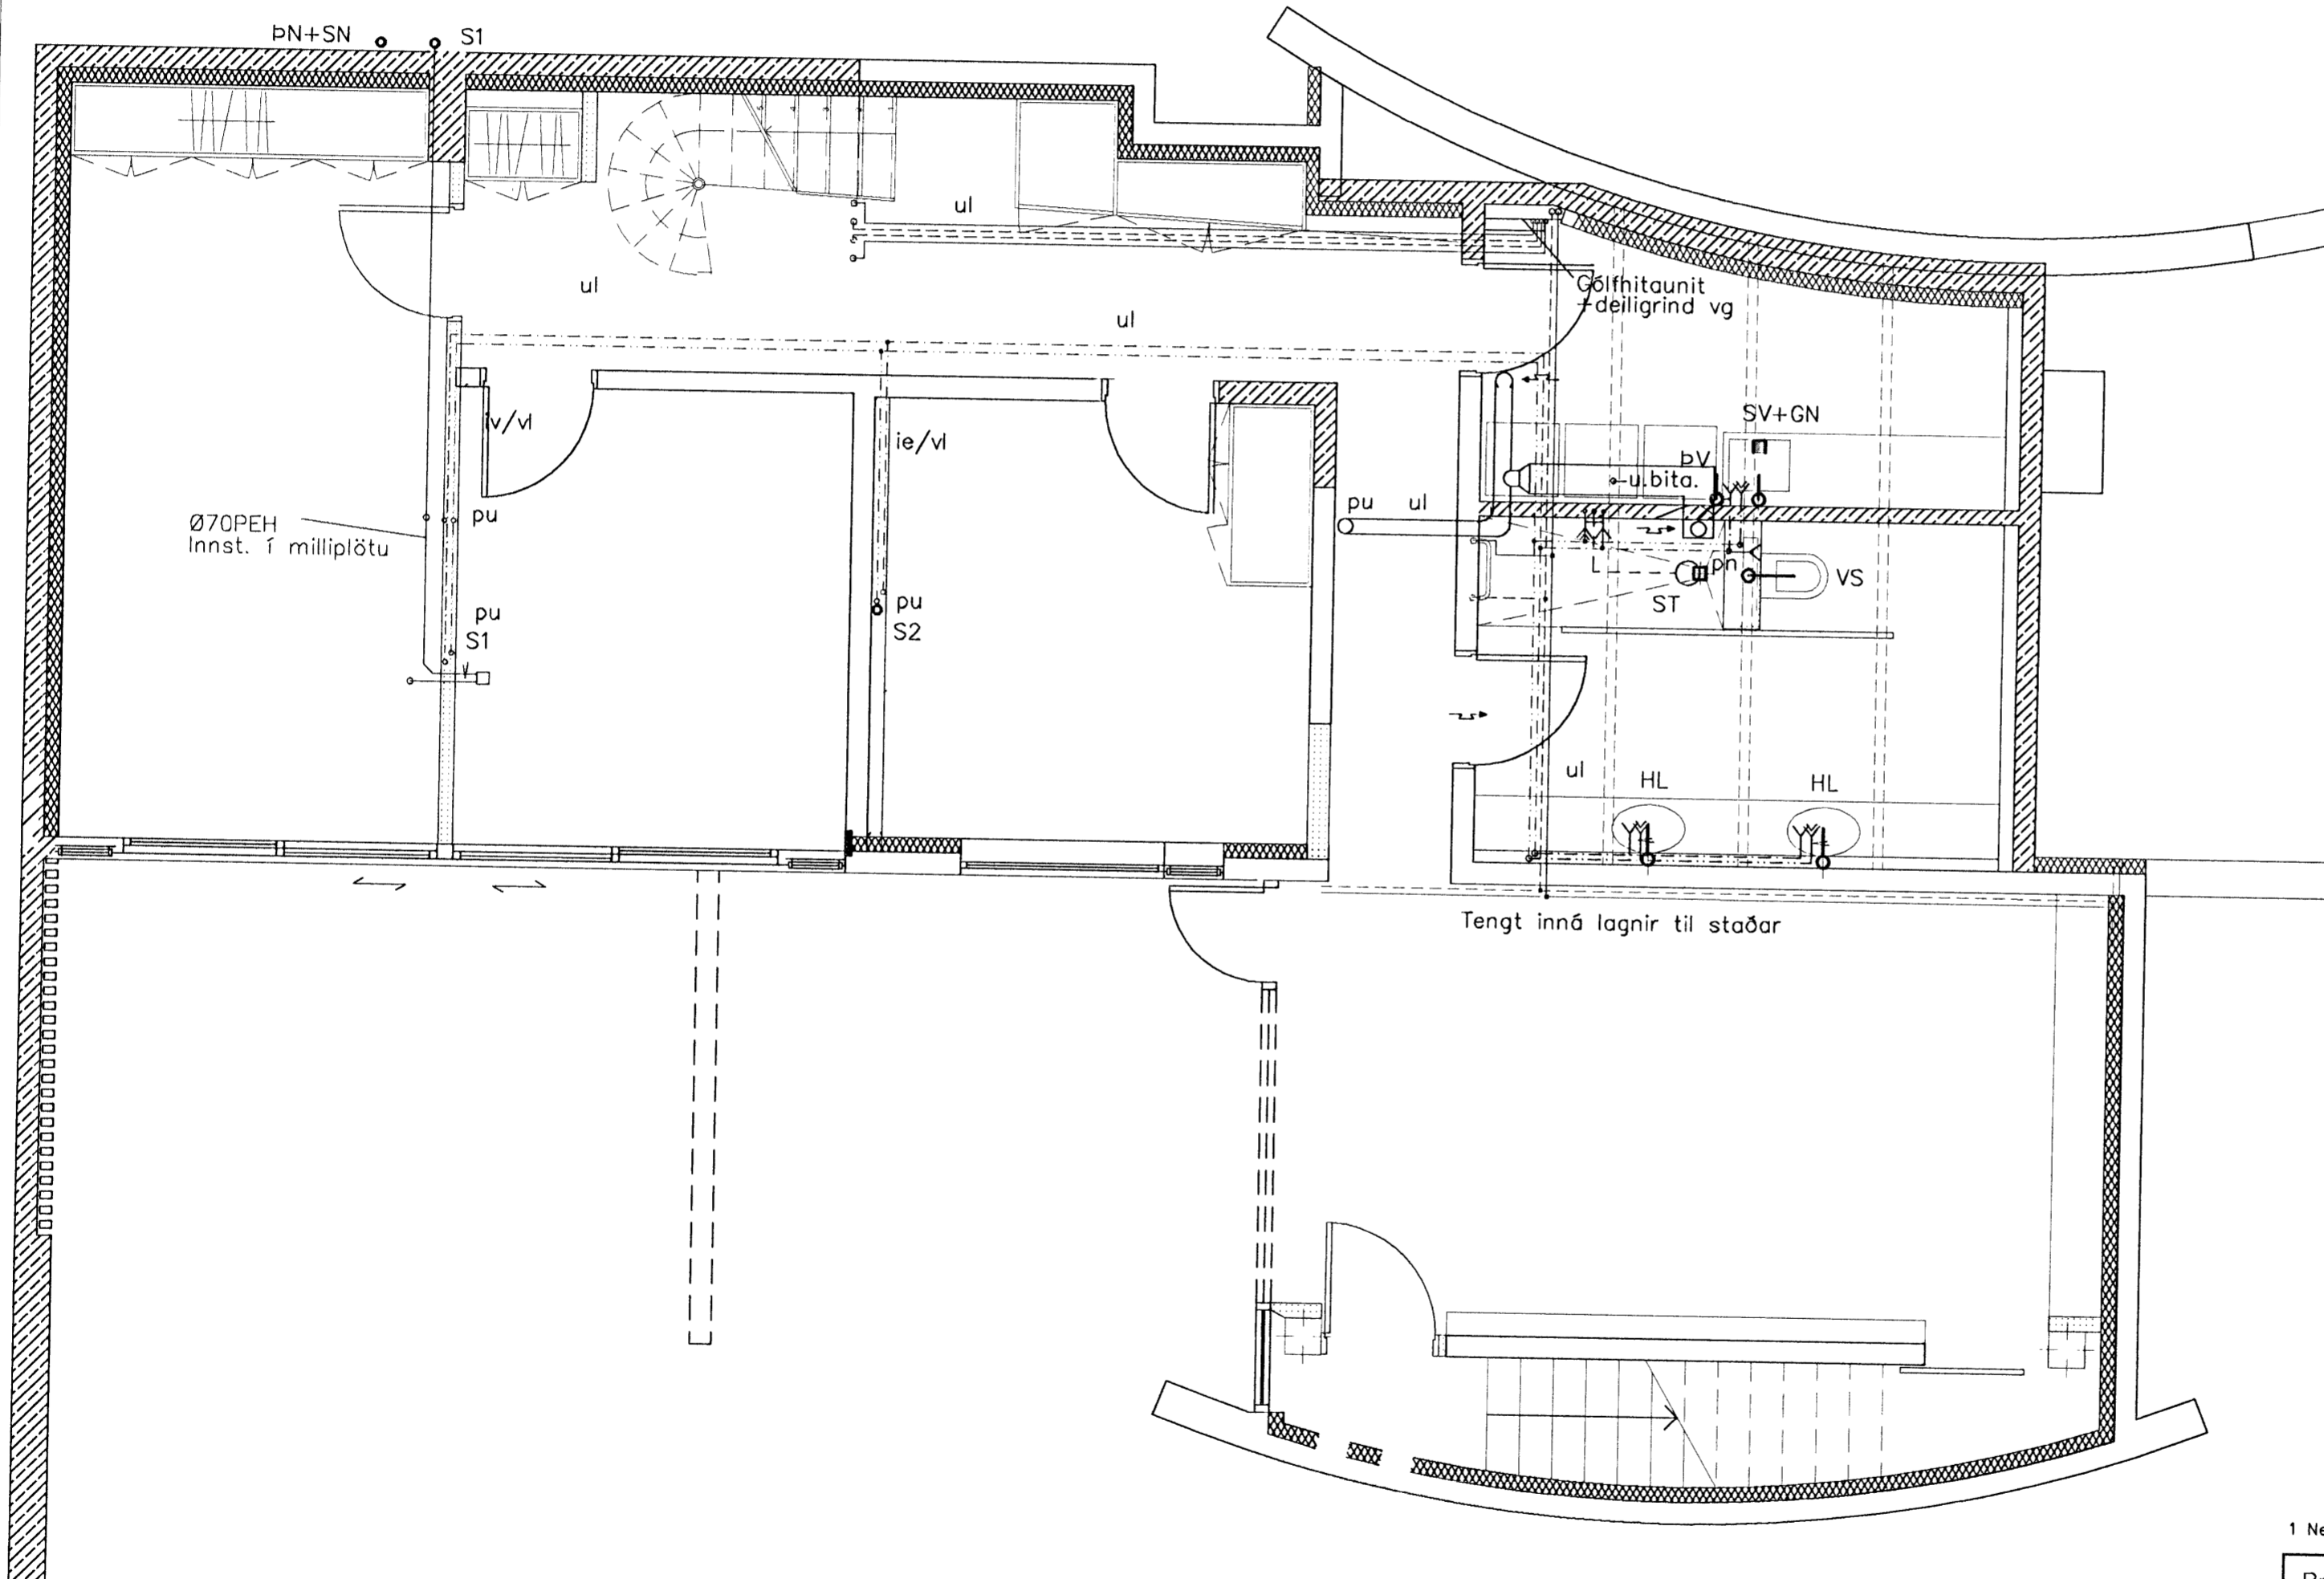 ÞN+SN
S1
ul
ul
Gólfhitaunit
+deiligrind vg
ul
SV+GN
v/vl
ie/vl
ÞV
u.bita.
pu
ul
pu
Ø70PEH
Innst. í milliplötu
L
pn
VS
pu
ST
pu
S1
S2
ul
HL
HL
Tengt inná lagnir til staðar
1